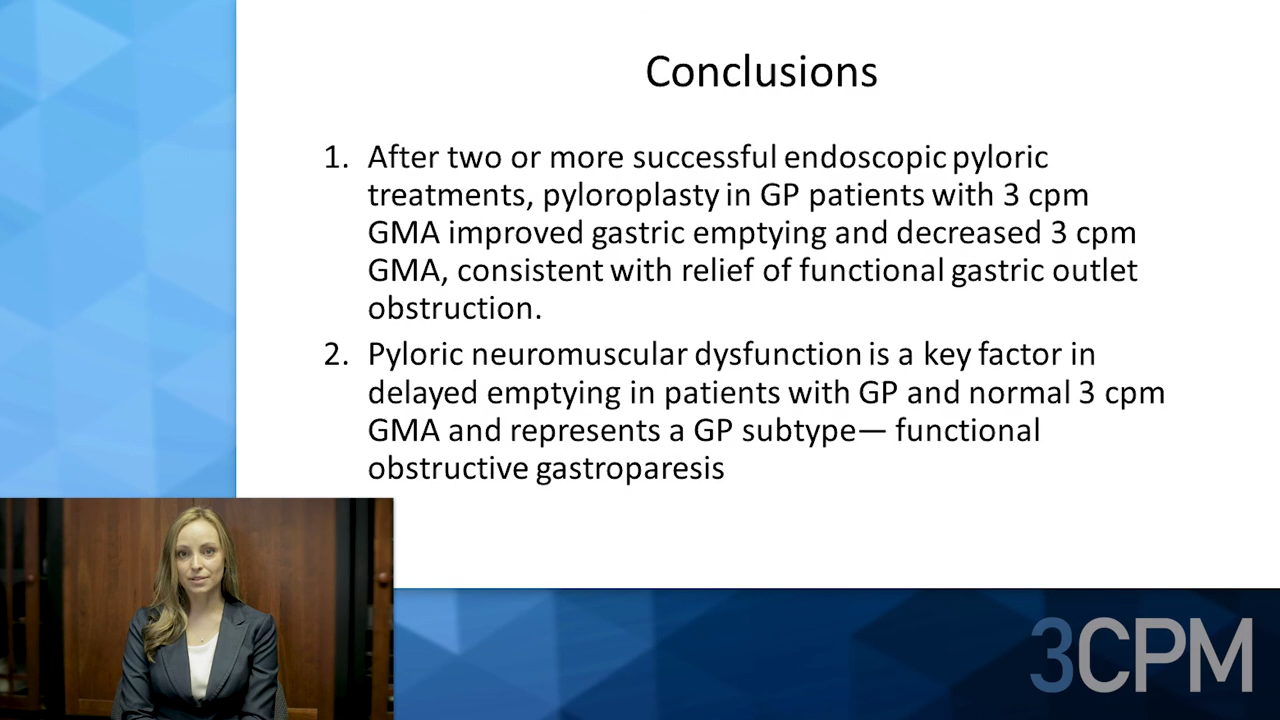 Conclusions
1. After two or more successful endoscopic pyloric
treatments, pyloroplasty in GP patients with 3 cpm
GMA improved gastric emptying and decreased 3 cpm
GMA, consistent with relief of functional gastric outlet
obstruction.
2. Pyloric neuromuscular dysfunction is a key factor in
delayed emptying in patients with GP and normal 3 cpm
GMA and represents a GP subtype— functional
obstructive gastroparesis
3CPM